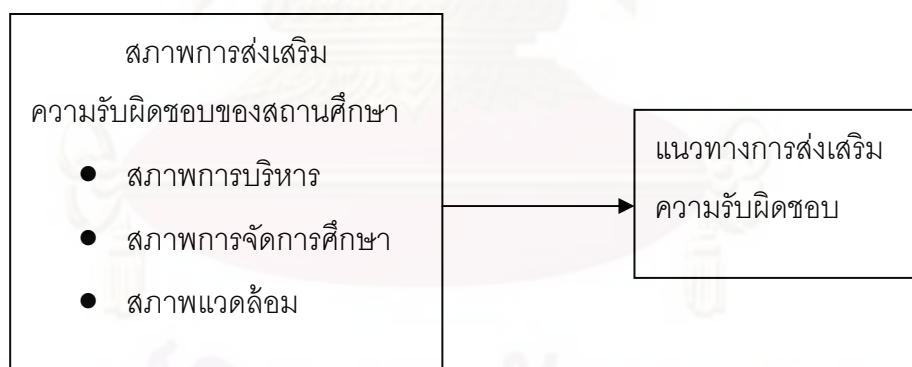 สภาพการส่งเสริม
ความรับผิดชอบของสถานศึกษา
● สภาพการบริหาร
● สภาพการจัดการศึกษา
● สภาพแวดล้อม
แนวทางการส่งเสริม
ความรับผิดชอบ